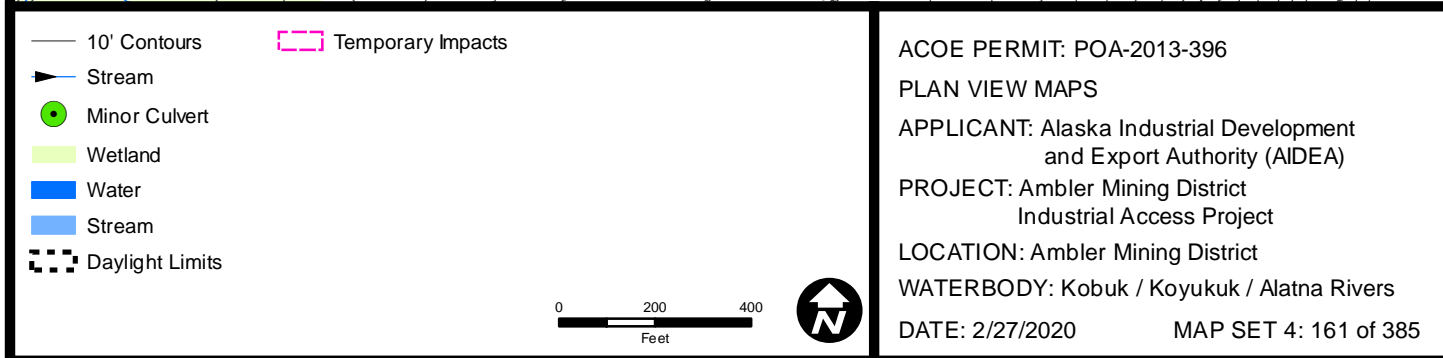 10' Contours
Temporary Impacts
Stream
Minor Culvert
Wetland
Water
Stream
Daylight Limits
0 200 400
Feet
N
ACOE PERMIT: POA-2013-396
PLAN VIEW MAPS
APPLICANT: Alaska Industrial Development
and Export Authority (AIDEA)
PROJECT: Ambler Mining District
Industrial Access Project
LOCATION: Ambler Mining District
WATERBODY: Kobuk / Koyukuk / Alatna Rivers
DATE: 2/27/2020 MAP SET 4: 161 of 385